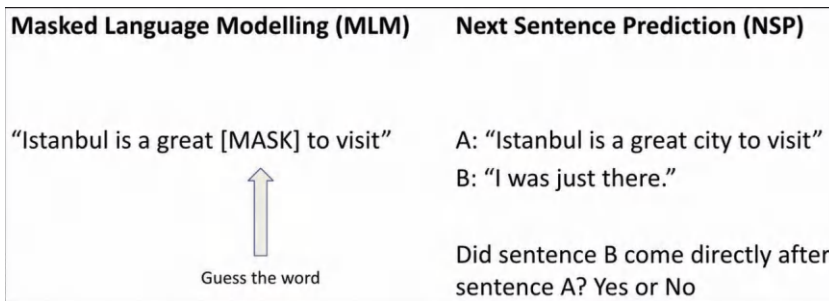 Masked Language Modelling (MLM)
“Istanbul is a great [MASK] to visit”
Guess the word
Next Sentence Prediction (NSP)
A: “Istanbul is a great city to visit”
B: “I was just there.”
Did sentence B come directly after
sentence A? Yes or No